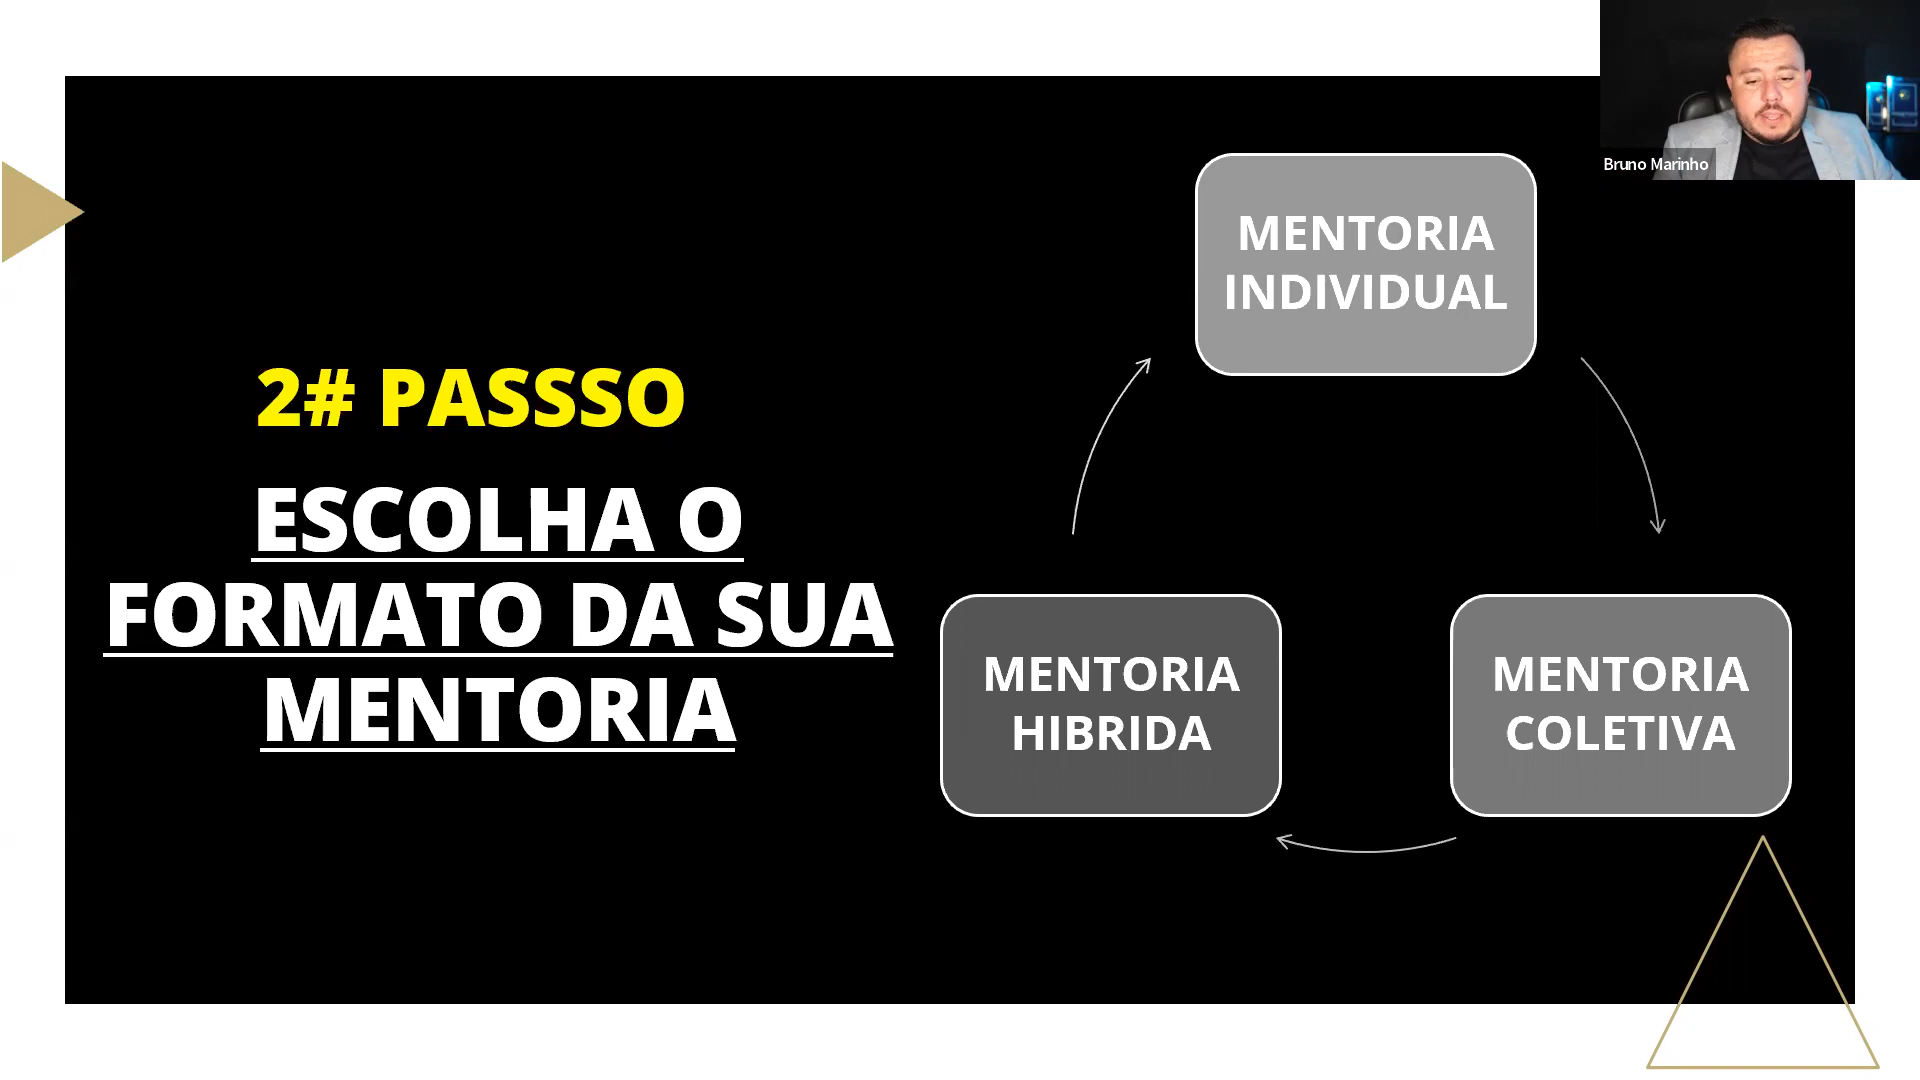 Bruno Marinho
2# PASSSO
ESCOLHA O
FORMATO DA SUA
MENTORIA
MENTORIA
INDIVIDUAL
MENTORIA
HIBRIDA
MENTORIA
COLETIVA